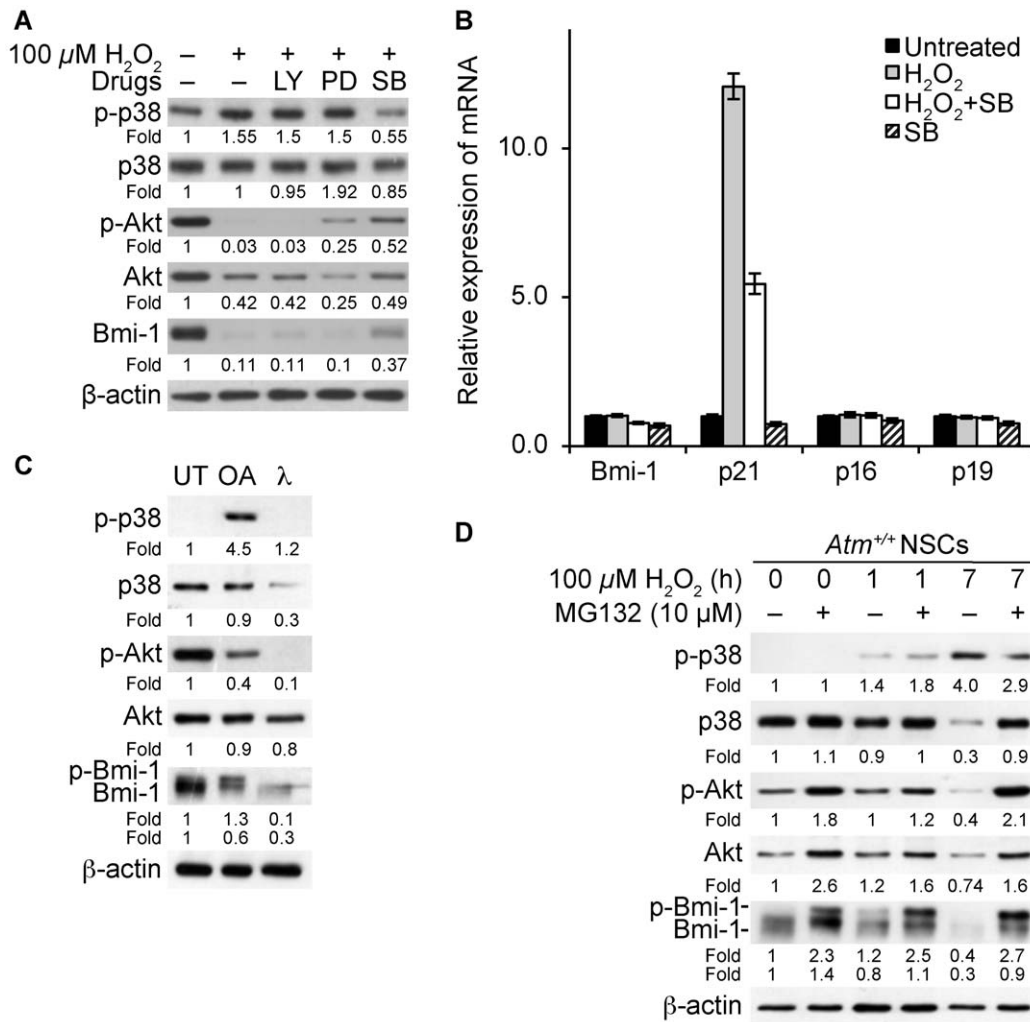 A
100 µM H₂O₂ – + + + +
Drugs – – LY PD SB
p-p38
Fold 1 1.55 1.5 1.5 0.55
p38
Fold 1 1 0.95 1.92 0.85
p-Akt
Fold 1 0.03 0.03 0.25 0.52
Akt
Fold 1 0.42 0.42 0.25 0.49
Bmi-1
Fold 1 0.11 0.11 0.1 0.37
β-actin
B
Relative expression of mRNA
10.0
5.0
0.0
Untreated
H₂O₂
H₂O₂+SB
SB
Bmi-1 p21 p16 p19
C
UT OA λ
p-p38
Fold 1 4.5 1.2
p38
Fold 1 0.9 0.3
p-Akt
Fold 1 0.4 0.1
Akt
Fold 1 0.9 0.8
p-Bmi-1
Bmi-1
Fold 1 1.3 0.1
Fold 1 0.6 0.3
β-actin
D
Atm+/+ NSCs
100 µM H₂O₂ (h) 0 0 1 1 7 7
MG132 (10 µM) – + – + – +
p-p38
Fold 1 1 1.4 1.8 4.0 2.9
p38
Fold 1 1.1 0.9 1 0.3 0.9
p-Akt
Fold 1 1.8 1 1.2 0.4 2.1
Akt
Fold 1 2.6 1.2 1.6 0.74 1.6
p-Bmi-1-
Bmi-1-
Fold 1 2.3 1.2 2.5 0.4 2.7
Fold 1 1.4 0.8 1.1 0.3 0.9
β-actin